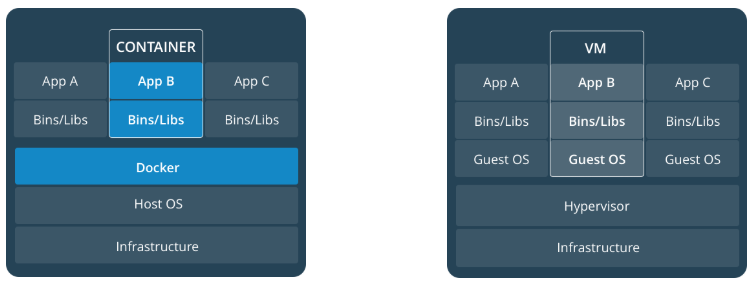 CONTAINER
App A App B App C
Bins/Libs Bins/Libs Bins/Libs
Docker
Host OS
Infrastructure
VM
App A App B App C
Bins/Libs Bins/Libs Bins/Libs
Guest OS Guest OS Guest OS
Hypervisor
Infrastructure